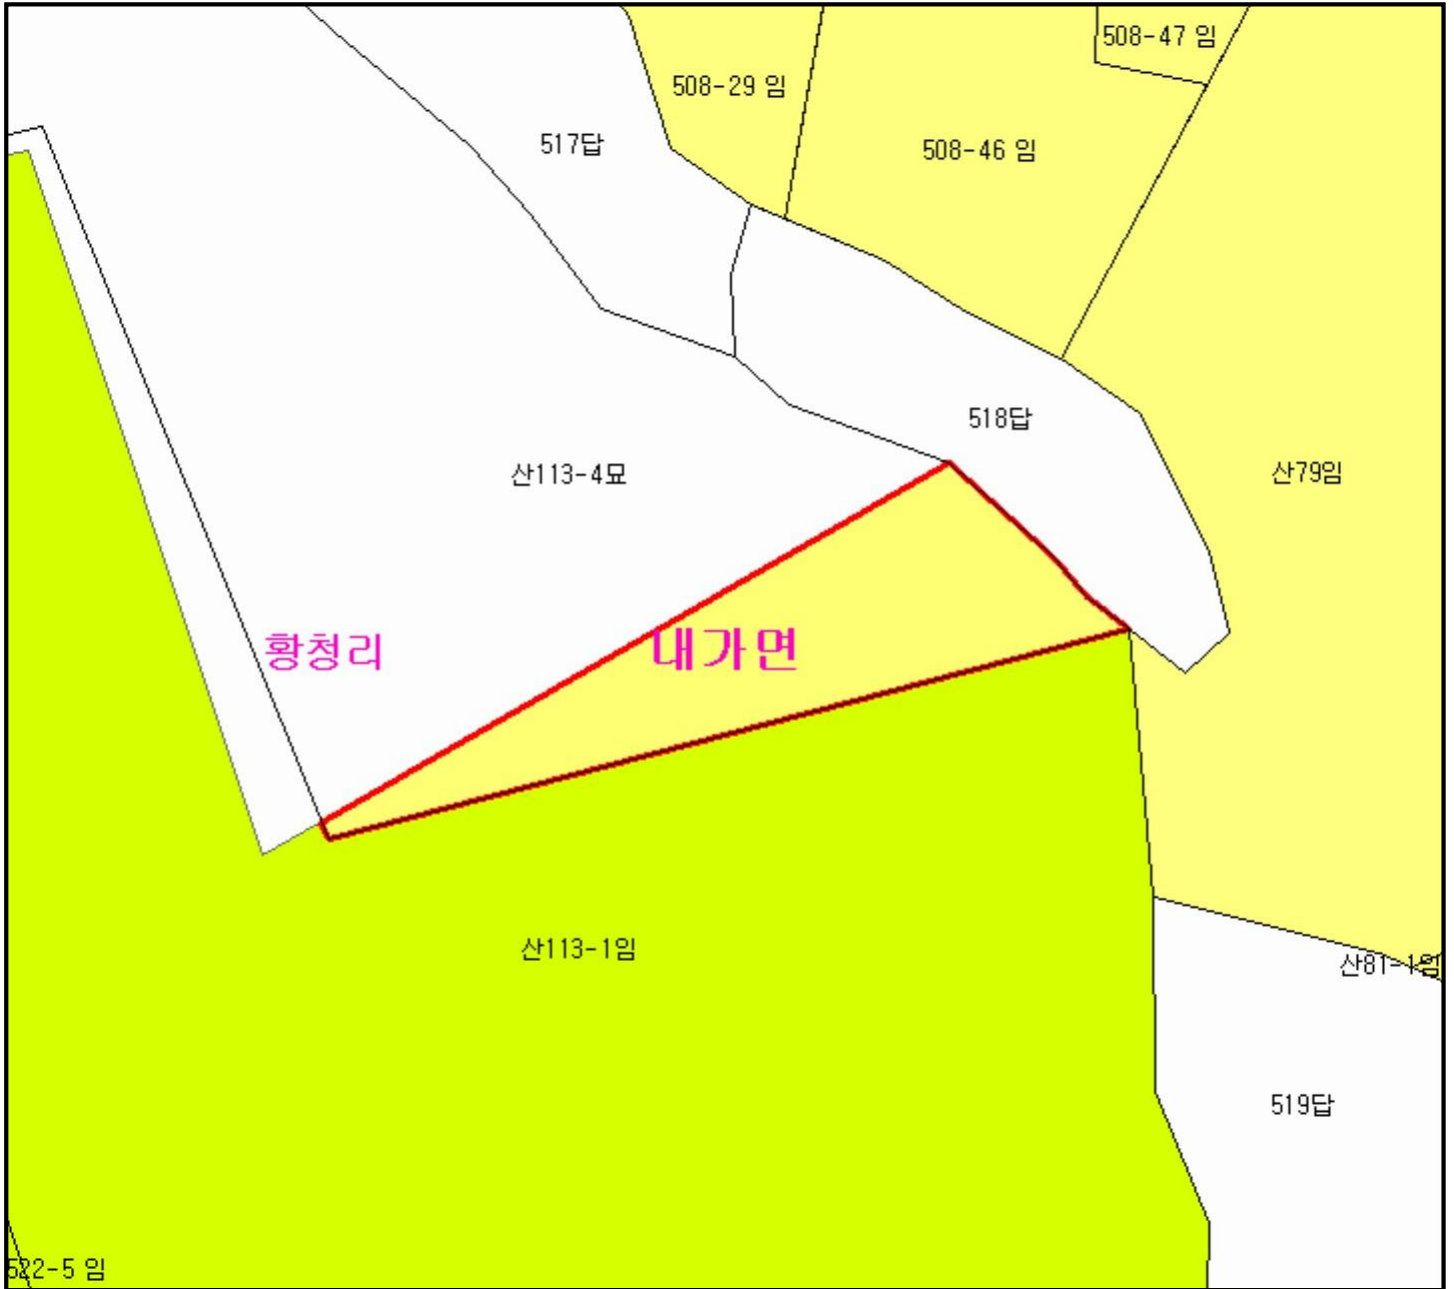 508-47 임
508-29 임
517답
508-46 임
518답
산113-4묘
산79임
황청리
내가면
산113-1임
산81-1임
519답
522-5 임